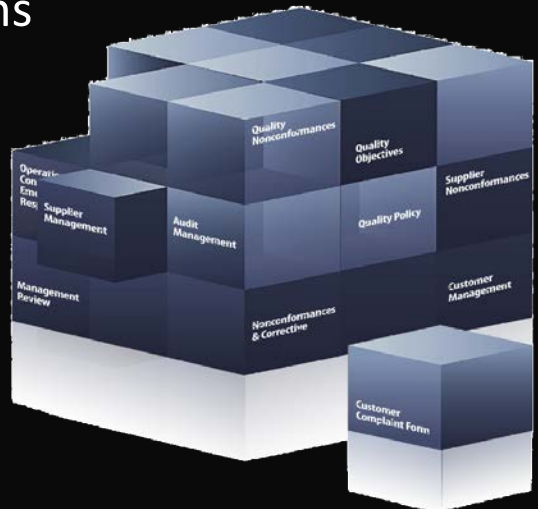 ns
Quality
Nonconformances
Quality
Objectives
Supplier
Nonconformances
Supplier
Management
Audit
Management
Quality Policy
Management
Review
Nonconformances
& Corrective
Customer
Management
Customer
Complaint Form